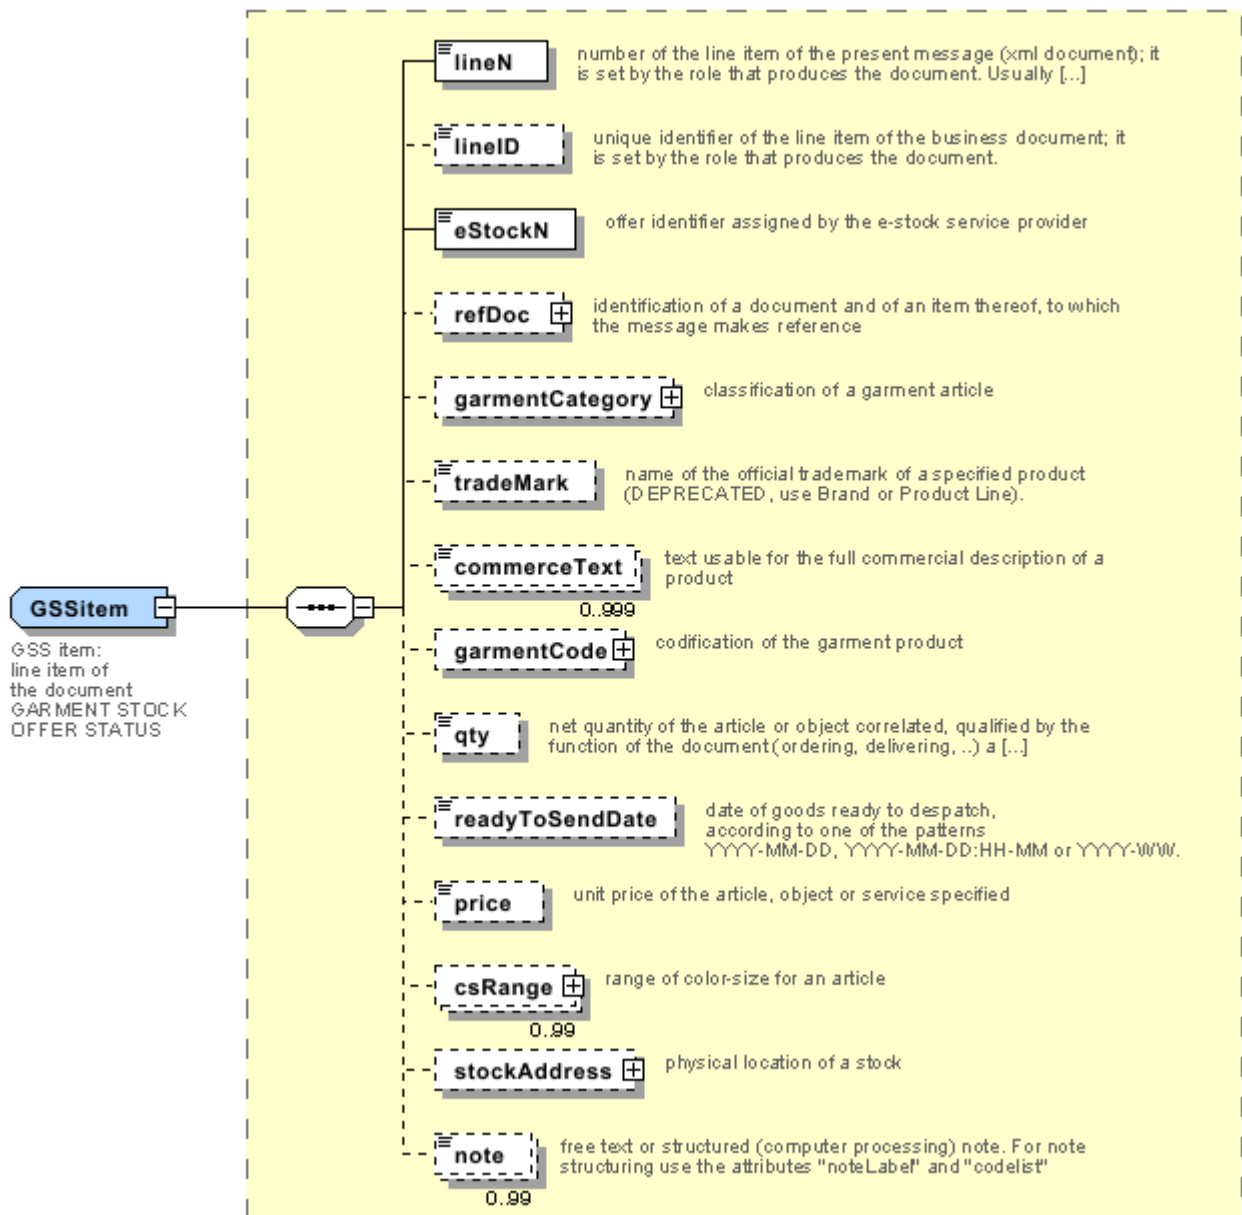 lineN
number of the line item of the present message (xml document); it
is set by the role that produces the document. Usually [...]
lineID
unique identifier of the line item of the business document; it
is set by the role that produces the document.
eStockN
offer identifier assigned by the e-stock service provider
refDoc
identification of a document and of an item thereof, to which
the message makes reference
garmentCategory
classification of a garment article
tradeMark
name of the official trademark of a specified product
(DEPRECATED, use Brand or Product Line).
commerceText
text usable for the full commercial description of a
product
0..999
GSSitem
GSS item:
line item of
the document
GARMENT STOCK
OFFER STATUS
garmentCode
codification of the garment product
qty
net quantity of the article or object correlated, qualified by the
function of the document (ordering, delivering, ..) a [...]
readyToSendDate
date of goods ready to despatch,
according to one of the patterns
YYYY-MM-DD, YYYY-MM-DD:HH-MM or YYYY-WW.
price
unit price of the article, object or service specified
csRange
range of color-size for an article
0..99
stockAddress
physical location of a stock
note
free text or structured (computer processing) note. For note
structuring use the attributes "noteLabel" and "codelist"
0..99